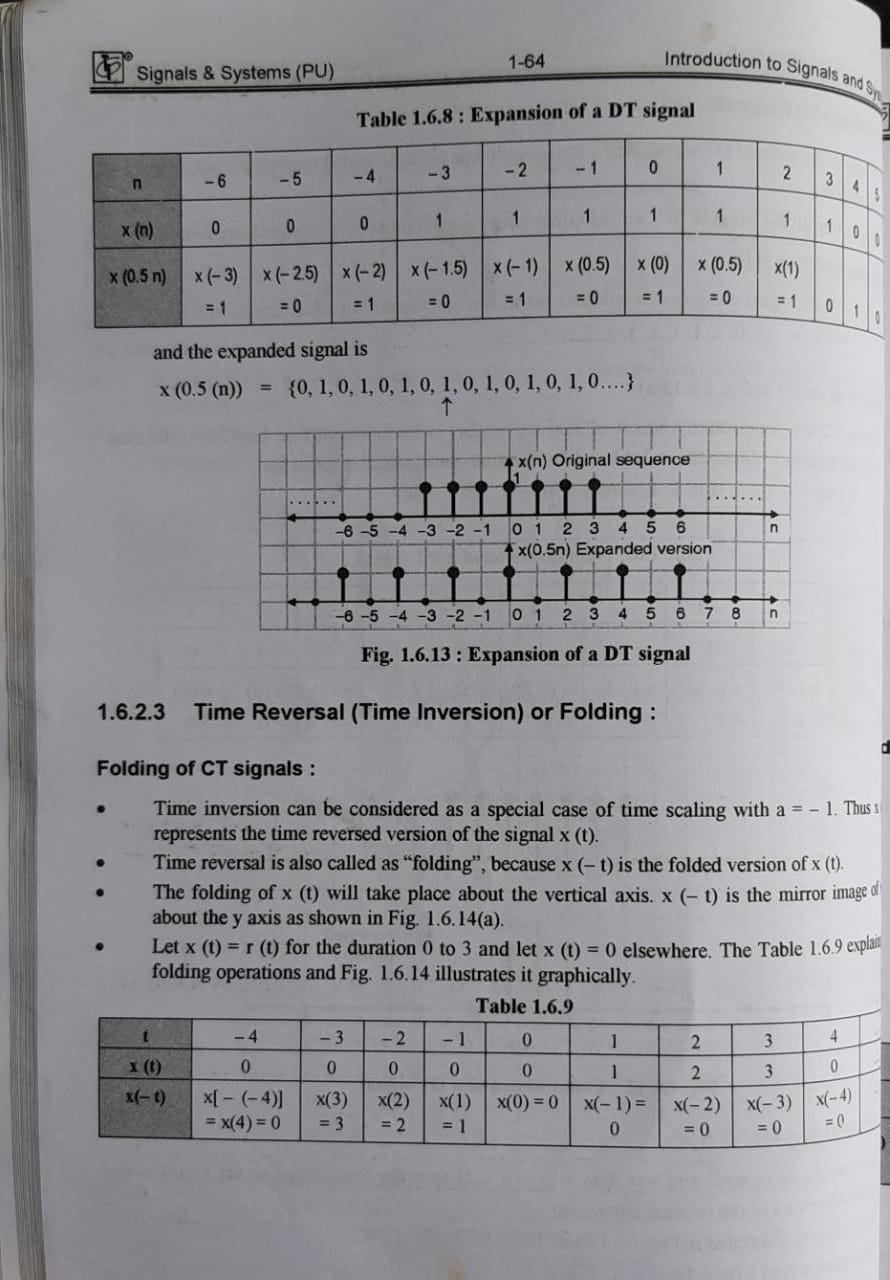 Signals & Systems (PU) 1-64 Introduction to Signals and Sy
Table 1.6.8 : Expansion of a DT signal
n – 6 – 5 – 4 – 3 – 2 – 1 0 1 2 3 4 5
x (n) 0 0 0 1 1 1 1 1 1 1 0 0
x (0.5 n) x (– 3) x (– 2.5) x (– 2) x (– 1.5) x (– 1) x (0.5) x (0) x (0.5) x(1)
= 1 = 0 = 1 = 0 = 1 = 0 = 1 = 0 = 1 0 1 0
and the expanded signal is
x (0.5 (n)) = {0, 1, 0, 1, 0, 1, 0, 1, 0, 1, 0, 1, 0, 1, 0....}
↑
x(n) Original sequence
1
....... .......
–6 –5 –4 –3 –2 –1 0 1 2 3 4 5 6 n
x(0.5n) Expanded version
–6 –5 –4 –3 –2 –1 0 1 2 3 4 5 6 7 8 n
Fig. 1.6.13 : Expansion of a DT signal
1.6.2.3 Time Reversal (Time Inversion) or Folding :
Folding of CT signals :
• Time inversion can be considered as a special case of time scaling with a = – 1. Thus x
represents the time reversed version of the signal x (t).
• Time reversal is also called as “folding”, because x (– t) is the folded version of x (t).
• The folding of x (t) will take place about the vertical axis. x (– t) is the mirror image of
about the y axis as shown in Fig. 1.6.14(a).
• Let x (t) = r (t) for the duration 0 to 3 and let x (t) = 0 elsewhere. The Table 1.6.9 explain
folding operations and Fig. 1.6.14 illustrates it graphically.
Table 1.6.9
t – 4 – 3 – 2 – 1 0 1 2 3 4
x (t) 0 0 0 0 0 1 2 3 0
x(– t) x[ – (– 4)] x(3) x(2) x(1) x(0) = 0 x(– 1) = x(– 2) x(– 3) x(– 4)
= x(4) = 0 = 3 = 2 = 1 0 = 0 = 0 = 0